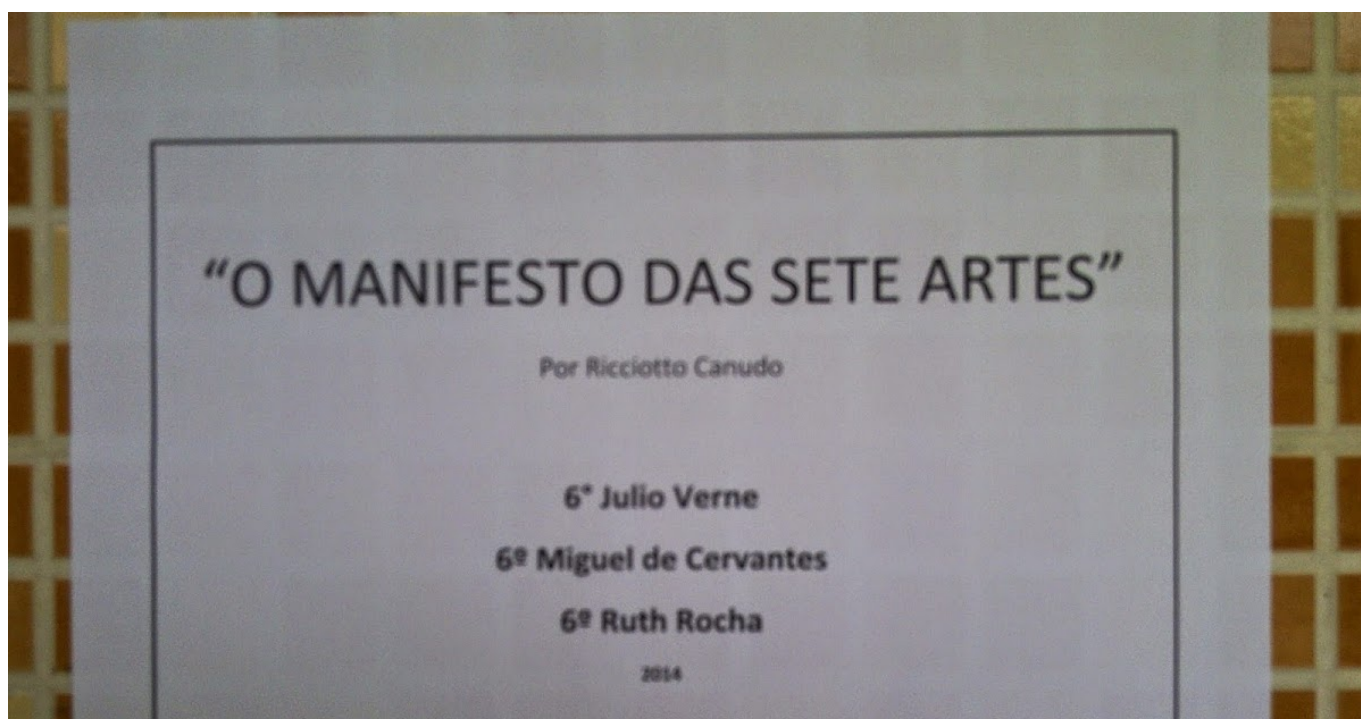 “O MANIFESTO DAS SETE ARTES”
Por Ricciotto Canudo
6° Julio Verne
6º Miguel de Cervantes
6º Ruth Rocha
2014